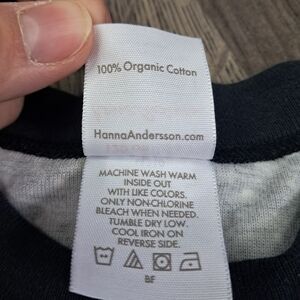 100% Organic Cotton
HannaAndersson.com
MACHINE WASH WARM
INSIDE OUT
WITH LIKE COLORS.
ONLY NON-CHLORINE
BLEACH WHEN NEEDED.
TUMBLE DRY LOW.
COOL IRON ON
REVERSE SIDE.
BF